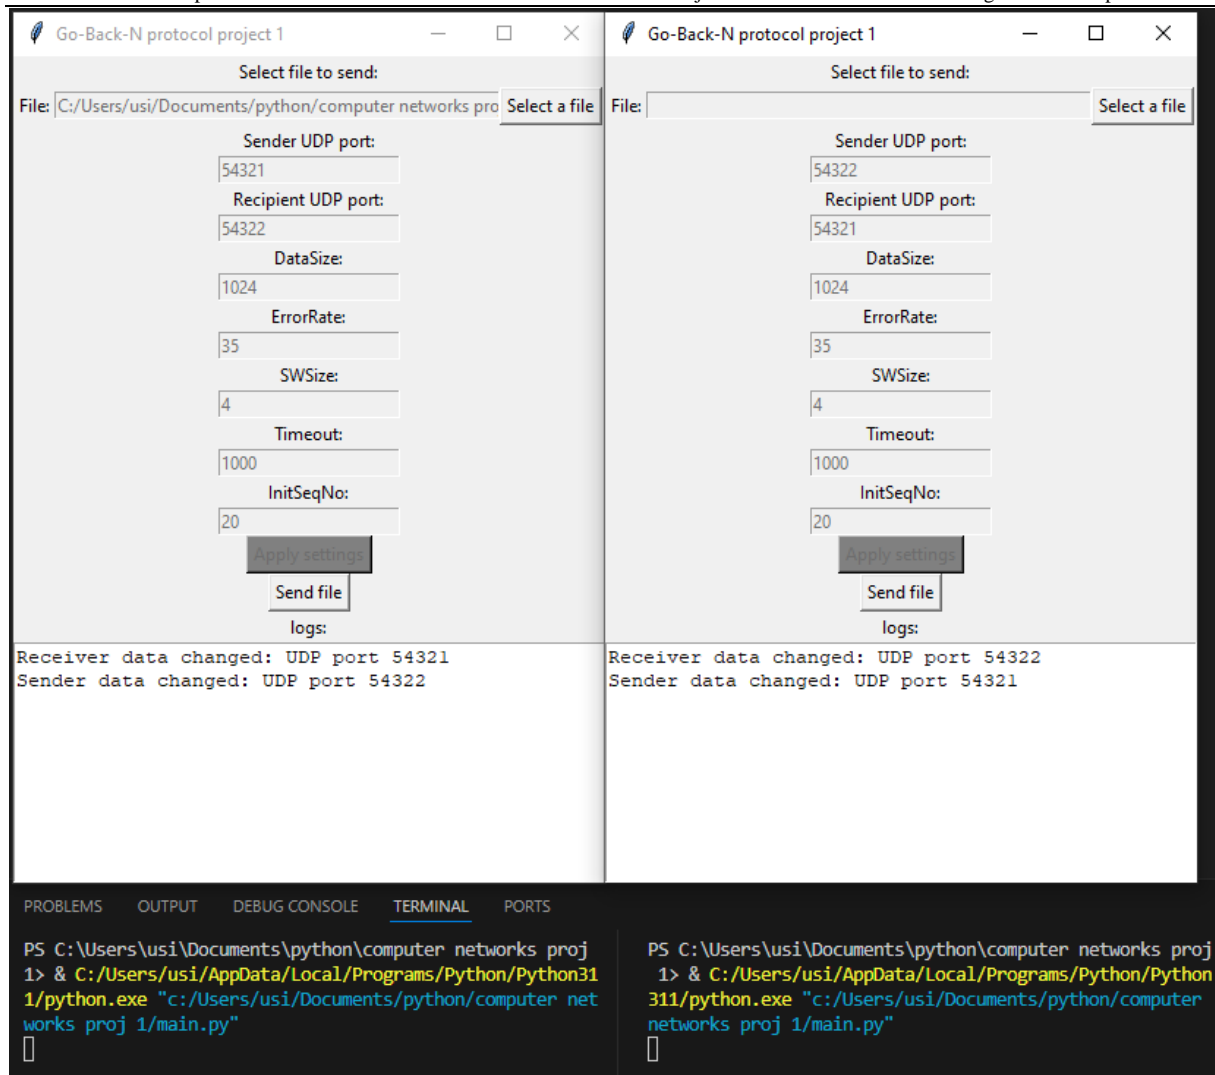 Go-Back-N protocol project 1
Select file to send:
File: C:/Users/usi/Documents/python/computer networks pro Select a file
Sender UDP port:
54321
Recipient UDP port:
54322
DataSize:
1024
ErrorRate:
35
SWSize:
4
Timeout:
1000
InitSeqNo:
20
Apply settings
Send file
logs:
Receiver data changed: UDP port 54321
Sender data changed: UDP port 54322
Go-Back-N protocol project 1
Select file to send:
File: Select a file
Sender UDP port:
54322
Recipient UDP port:
54321
DataSize:
1024
ErrorRate:
35
SWSize:
4
Timeout:
1000
InitSeqNo:
20
Apply settings
Send file
logs:
Receiver data changed: UDP port 54322
Sender data changed: UDP port 54321
PROBLEMS OUTPUT DEBUG CONSOLE TERMINAL PORTS
PS C:\Users\usi\Documents\python\computer networks proj
1> & C:/Users/usi/AppData/Local/Programs/Python/Python31
1/python.exe "c:/Users/usi/Documents/python/computer net
works proj 1/main.py"
PS C:\Users\usi\Documents\python\computer networks proj
1> & C:/Users/usi/AppData/Local/Programs/Python/Python
311/python.exe "c:/Users/usi/Documents/python/computer
networks proj 1/main.py"